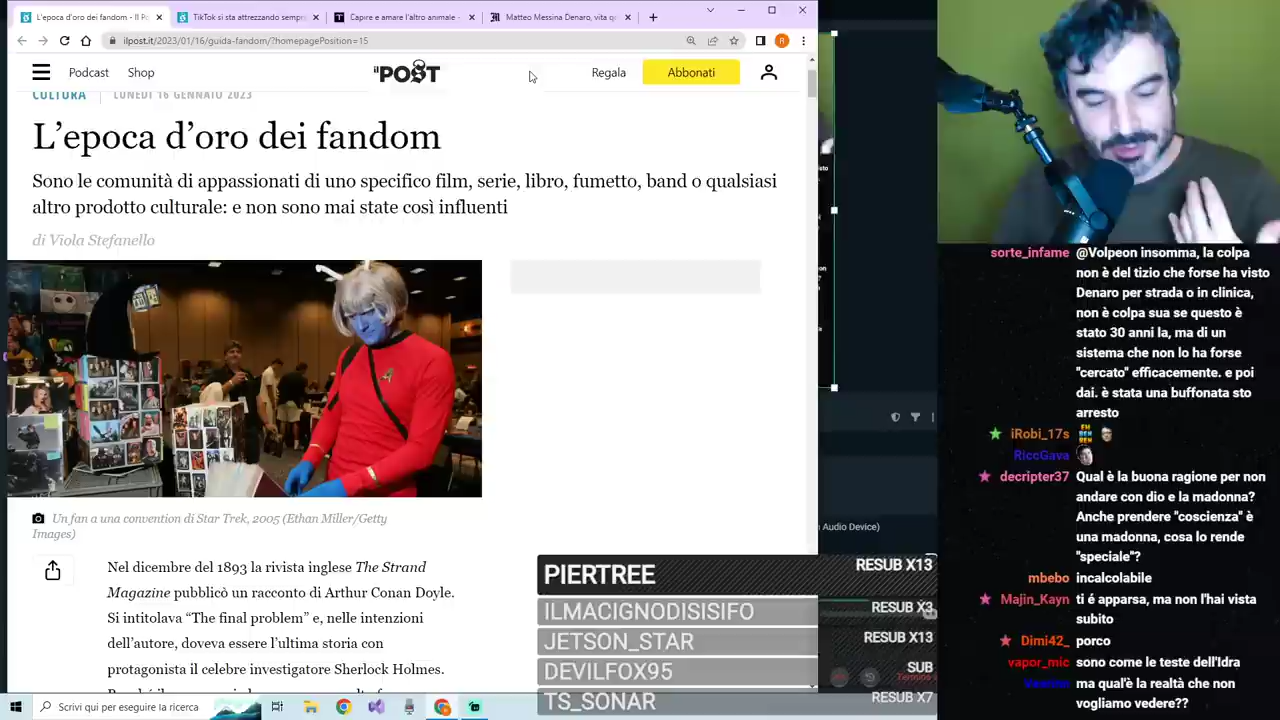 L'epoca d'oro dei fandom - Il Po
TikTok si sta attrezzando sempre
Capire e amare l'altro animale -
Matteo Messina Denaro, vita qu
ilpost.it/2023/01/16/guida-fandom/?homepagePosition=15
Podcast
Shop
il POST
Regala
Abbonati
CULTURA
LUNEDÌ 16 GENNAIO 2023
L'epoca d'oro dei fandom
Sono le comunità di appassionati di uno specifico film, serie, libro, fumetto, band o qualsiasi
altro prodotto culturale: e non sono mai state così influenti
di Viola Stefanello
Un fan a una convention di Star Trek, 2005 (Ethan Miller/Getty
Images)
Nel dicembre del 1893 la rivista inglese The Strand
Magazine pubblicò un racconto di Arthur Conan Doyle.
Si intitolava “The final problem” e, nelle intenzioni
dell'autore, doveva essere l'ultima storia con
protagonista il celebre investigatore Sherlock Holmes.
Audio Device)
PIERTREE RESUB X13
ILMACIGNODISISIFO RESUB X3
JETSON_STAR RESUB X13
DEVILFOX95 SUB
TS_SONAR RESUB X7
Termina a
Scrivi qui per eseguire la ricerca
sorte_infame @Volpeon insomma, la colpa
non è del tizio che forse ha visto
Denaro per strada o in clinica,
non è colpa sua se questo è
stato 30 anni la, ma di un
sistema che non lo ha forse
"cercato" efficacemente. e poi
dai. è stata una buffonata sto
arresto
iRobi_17s
RiccGava
decripter37 Qual è la buona ragione per non
andare con dio e la madonna?
Anche prendere "coscienza" è
una madonna, cosa lo rende
"speciale"?
mbebo incalcolabile
Majin_Kayn ti é apparsa, ma non l'hai vista
subito
Dimi42_ porco
vapor_mic sono come le teste dell'Idra
ma qual'è la realtà che non
vogliamo vedere??